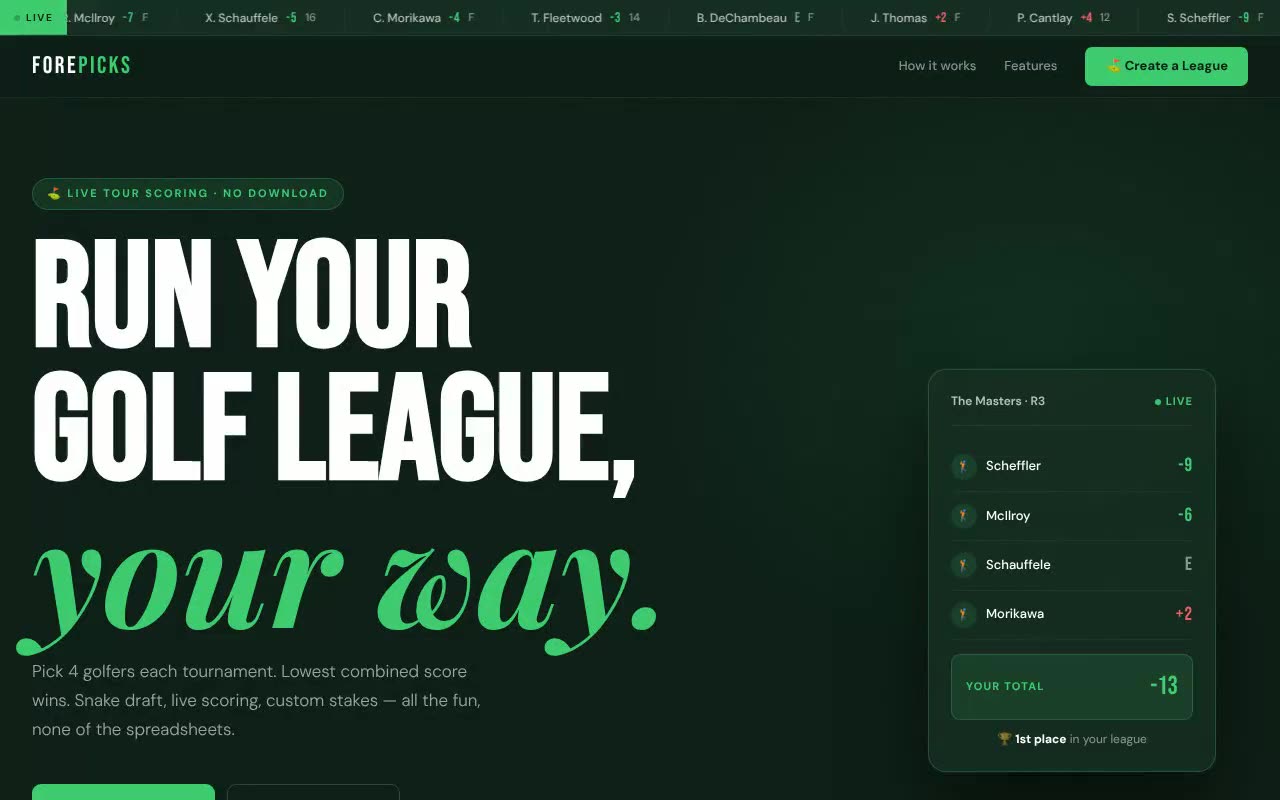 LIVE
McIlroy -7 F
X. Schauffele -5 16
C. Morikawa -4 F
T. Fleetwood -3 14
B. DeChambeau E F
J. Thomas +2 F
P. Cantlay +4 12
S. Scheffler -9 F
FOREPICKS
How it works
Features
Create a League
LIVE TOUR SCORING · NO DOWNLOAD
RUN YOUR
GOLF LEAGUE,
your way.
Pick 4 golfers each tournament. Lowest combined score
wins. Snake draft, live scoring, custom stakes — all the fun,
none of the spreadsheets.
The Masters · R3
LIVE
Scheffler -9
McIlroy -6
Schauffele E
Morikawa +2
YOUR TOTAL -13
1st place in your league